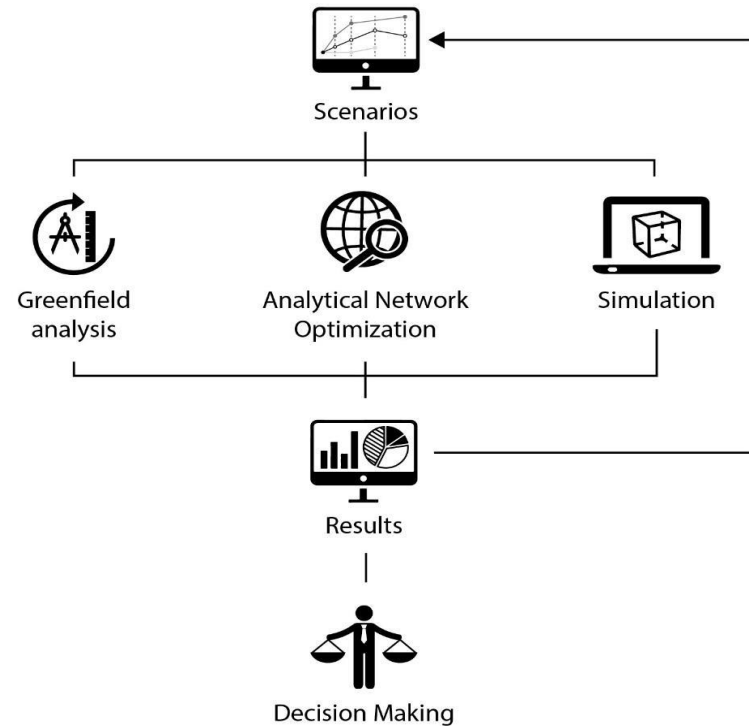 Scenarios
Greenfield
analysis
Analytical Network
Optimization
Simulation
Results
Decision Making